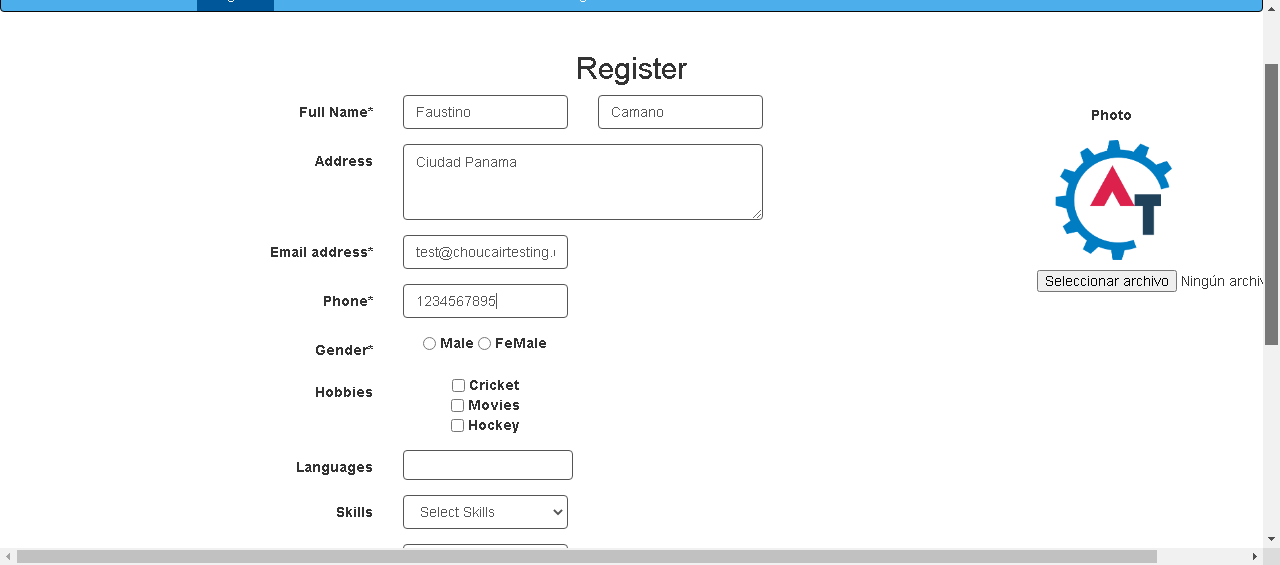 Register
Full Name* Faustino Camano
Photo
Address Ciudad Panama
AT
Email address* test@choucairtesting.
Seleccionar archivo Ningún archiv
Phone* 1234567895
Gender* Male FeMale
Hobbies Cricket
Movies
Hockey
Languages
Skills Select Skills